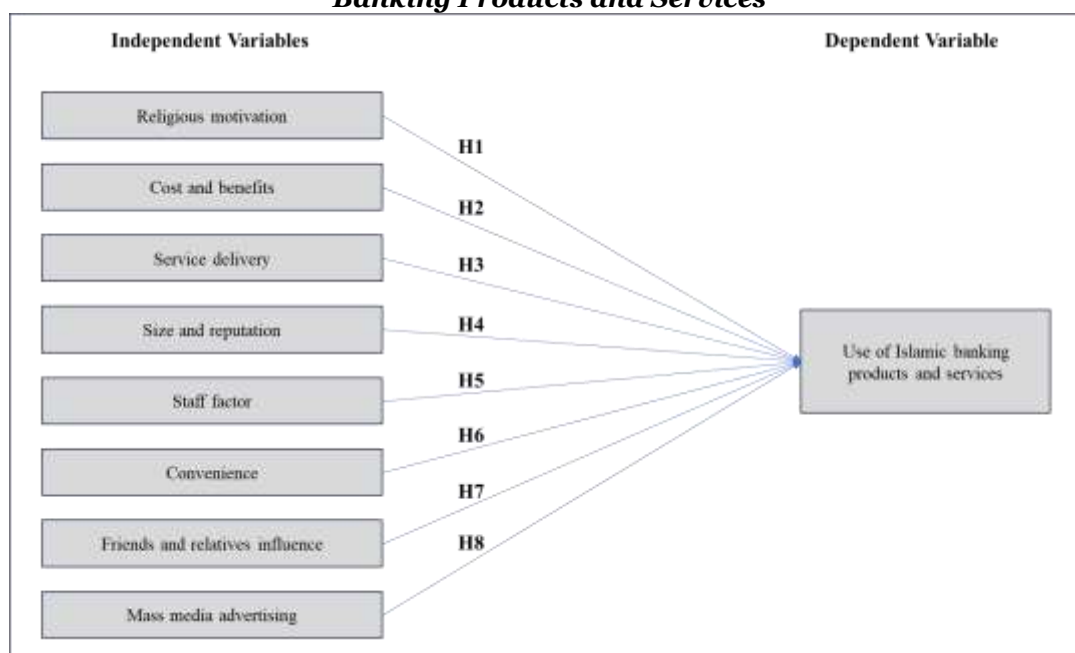 Banking Products and Services
Independent Variables
Dependent Variable
Religious motivation
H1
Cost and benefits
H2
Service delivery
H3
Size and reputation
H4
Use of Islamic banking
products and services
Staff factor
H5
Convenience
H6
Friends and relatives influence
H7
Mass media advertising
H8